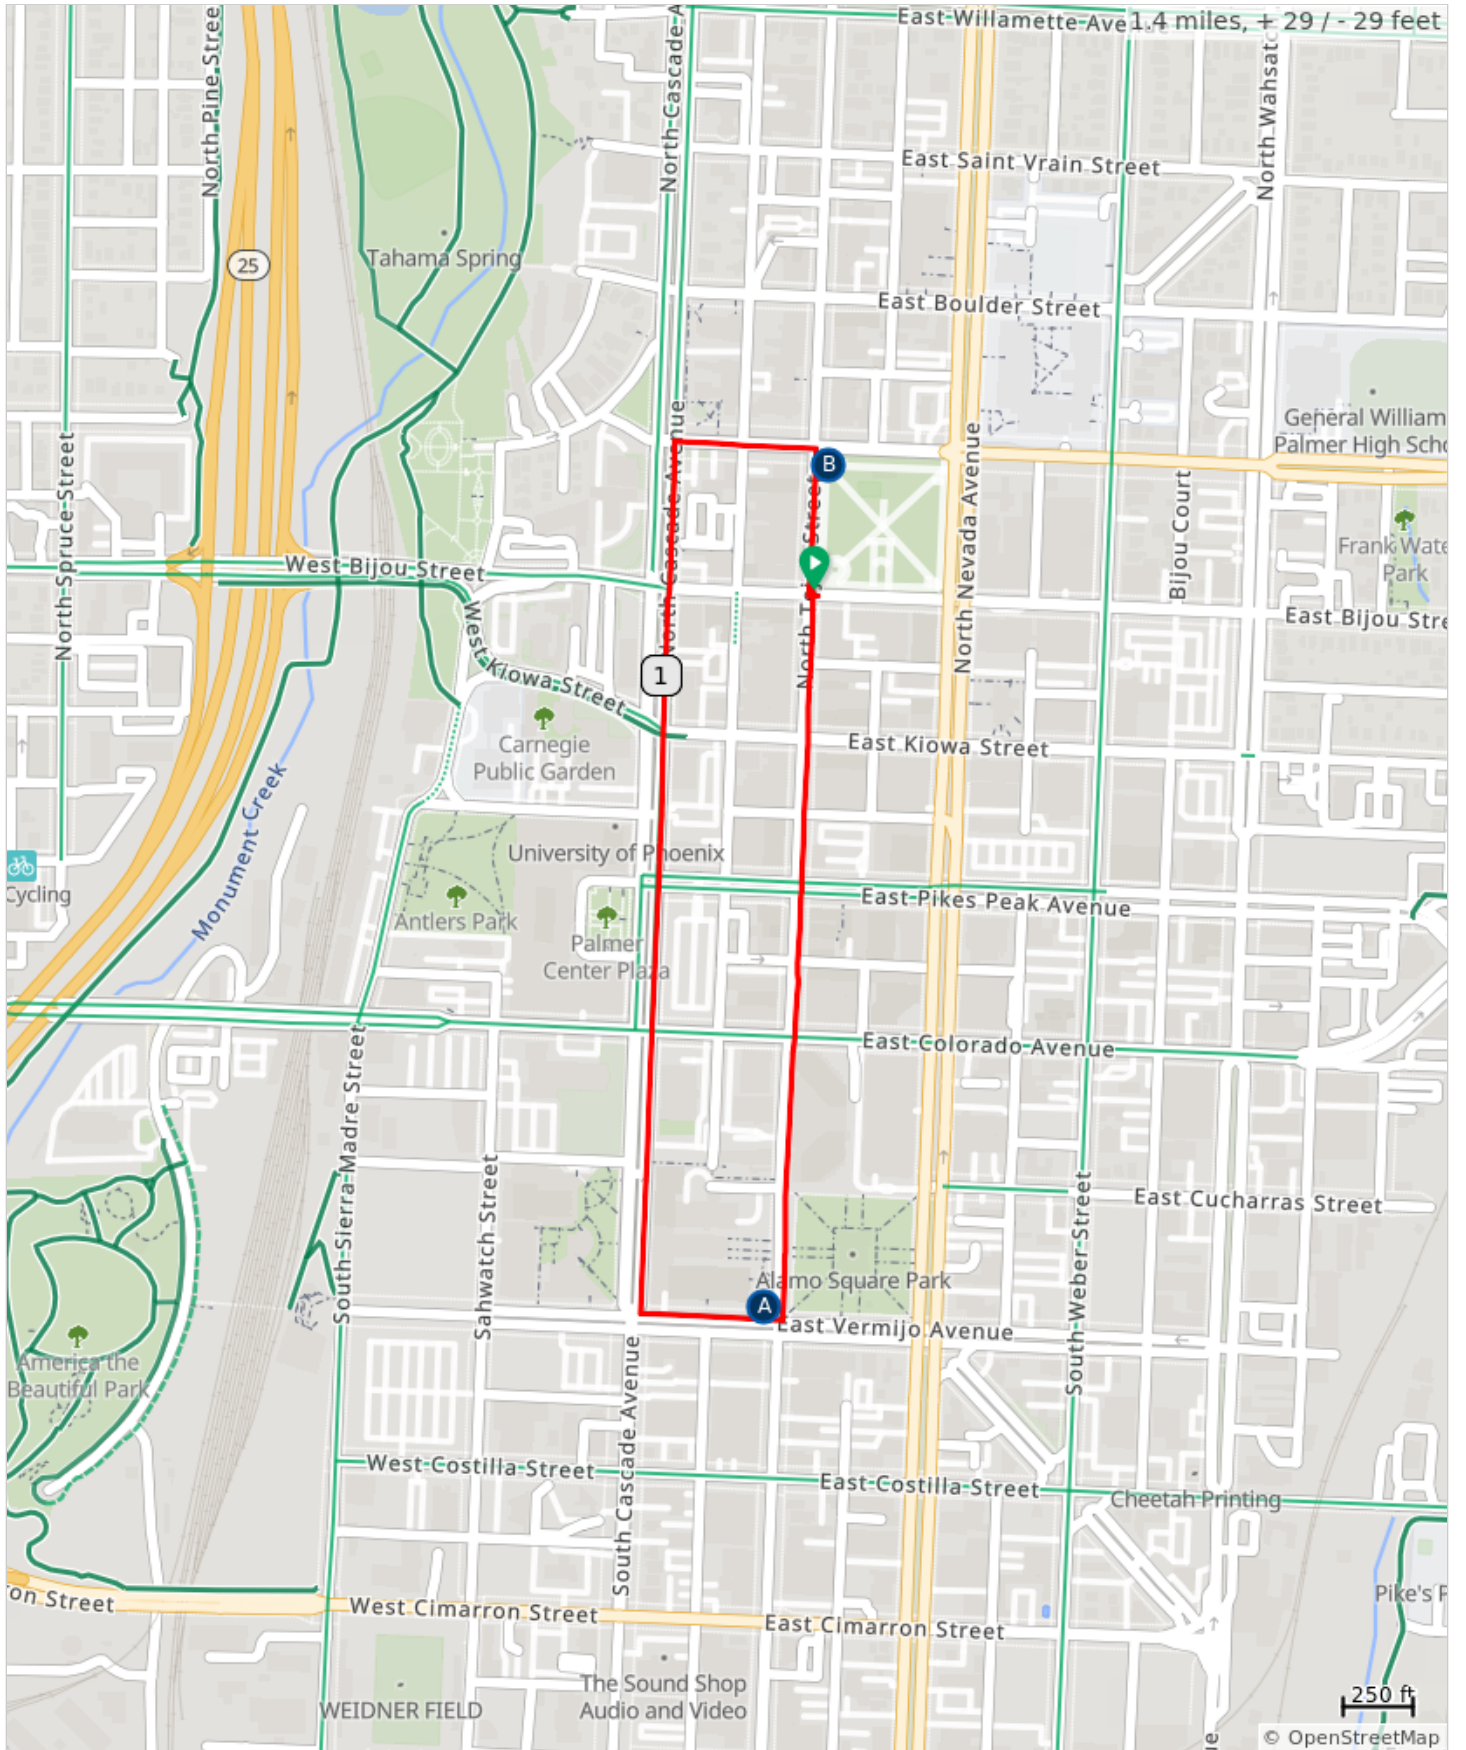 East Willamette Ave
1.4 miles, + 29 / - 29 feet
North Pine Stree
North Cascade A
North Wahsatc
East Saint Vrain Street
Tahama Spring
25
East Boulder Street
General William
Palmer High Scho
North Cascade Avenue
B
North Spruce Street
North Nevada Avenue
Bijou Court
Frank Wate
Park
West Bijou Street
East Bijou Stre
West Kiowa Street
1
Carnegie
Public Garden
East Kiowa Street
Monument Creek
University of Phoenix
Cycling
Antlers Park
East Pikes Peak Avenue
Palmer
Center Plaza
East Colorado Avenue
South Sierra Madre Street
Sahwatch Street
South Weber Street
East Cucharras Street
Alamo Square Park
A
East Vermijo Avenue
America the
Beautiful Park
South Cascade Avenue
West Costilla Street
East Costilla Street
Cheetah Printing
on Street
West Cimarron Street
East Cimarron Street
Pike's P
The Sound Shop
Audio and Video
WEIDNER FIELD
250 ft
© OpenStreetMap